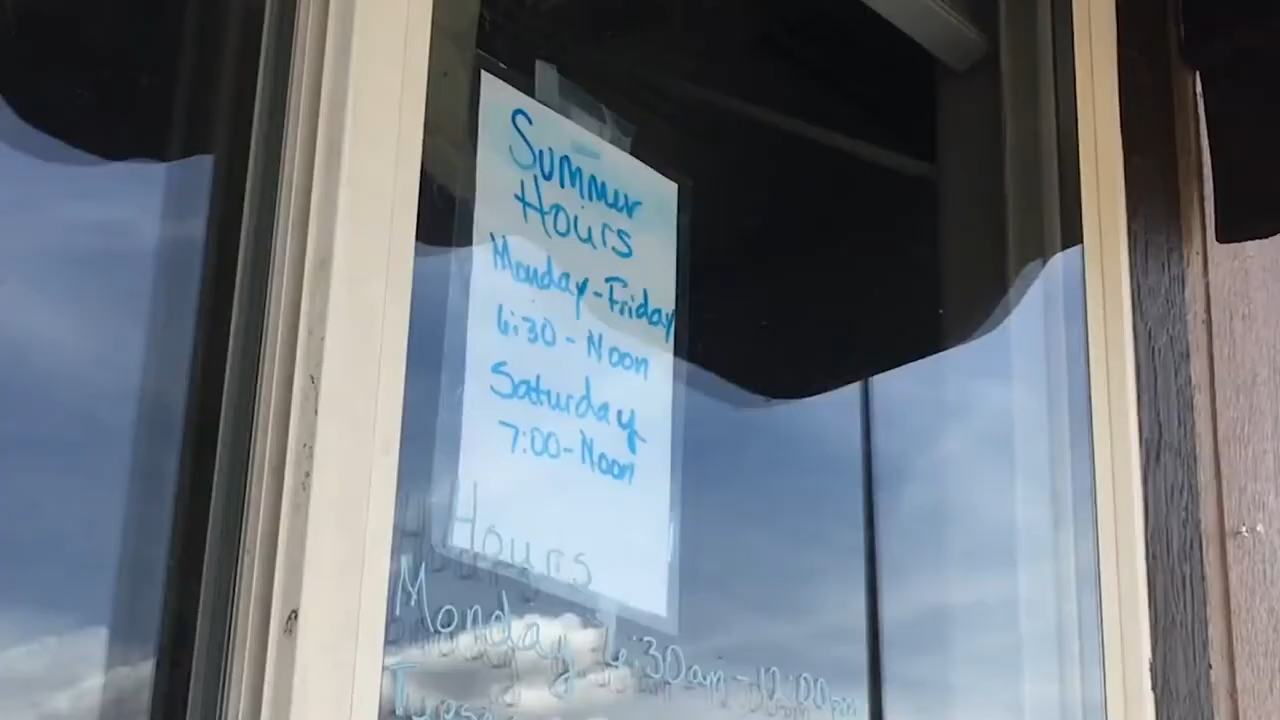 Summer
Hours
Monday-Friday
6:30-Noon
Saturday
7:00-Noon
Hours
Monday 6:30am-12:00pm